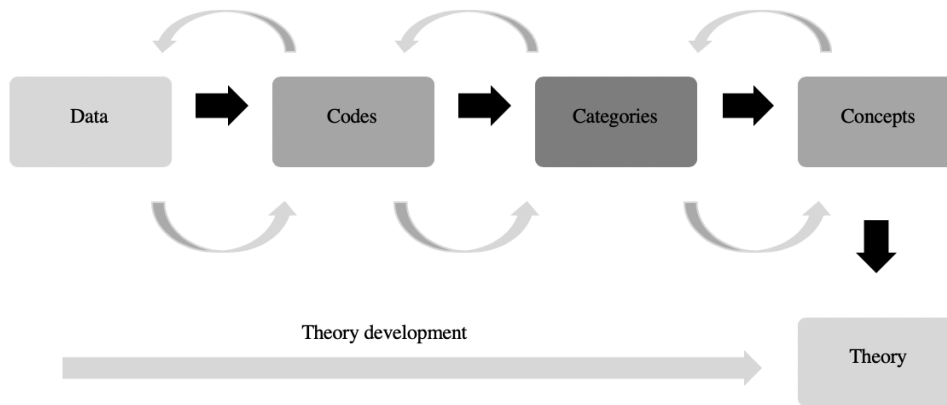 Data
Codes
Categories
Concepts
Theory development
Theory